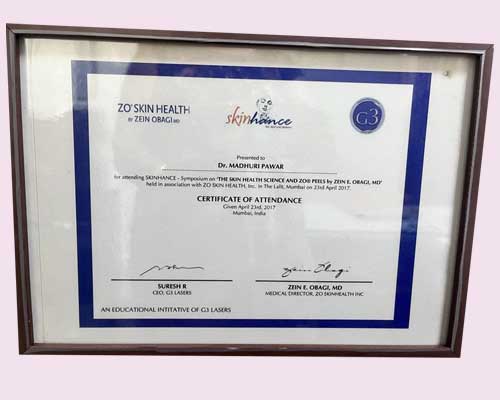 ZO® SKIN HEALTH
BY ZEIN OBAGI MD
skinhance
G3
Presented to
Dr. MADHURI PAWAR
for attending SKINHANCE - Symposium on 'THE SKIN HEALTH SCIENCE AND ZO® PEELS by ZEIN E. OBAGI, MD'
held in association with ZO SKIN HEALTH, Inc. in The Lalit, Mumbai on 23rd April 2017.
CERTIFICATE OF ATTENDANCE
Given April 23rd, 2017
Mumbai, India
SURESH R
CEO, G3 LASERS
Zein Obagi
ZEIN E. OBAGI, MD
MEDICAL DIRECTOR, ZO SKINHEALTH INC
AN EDUCATIONAL INTITATIVE OF G3 LASERS